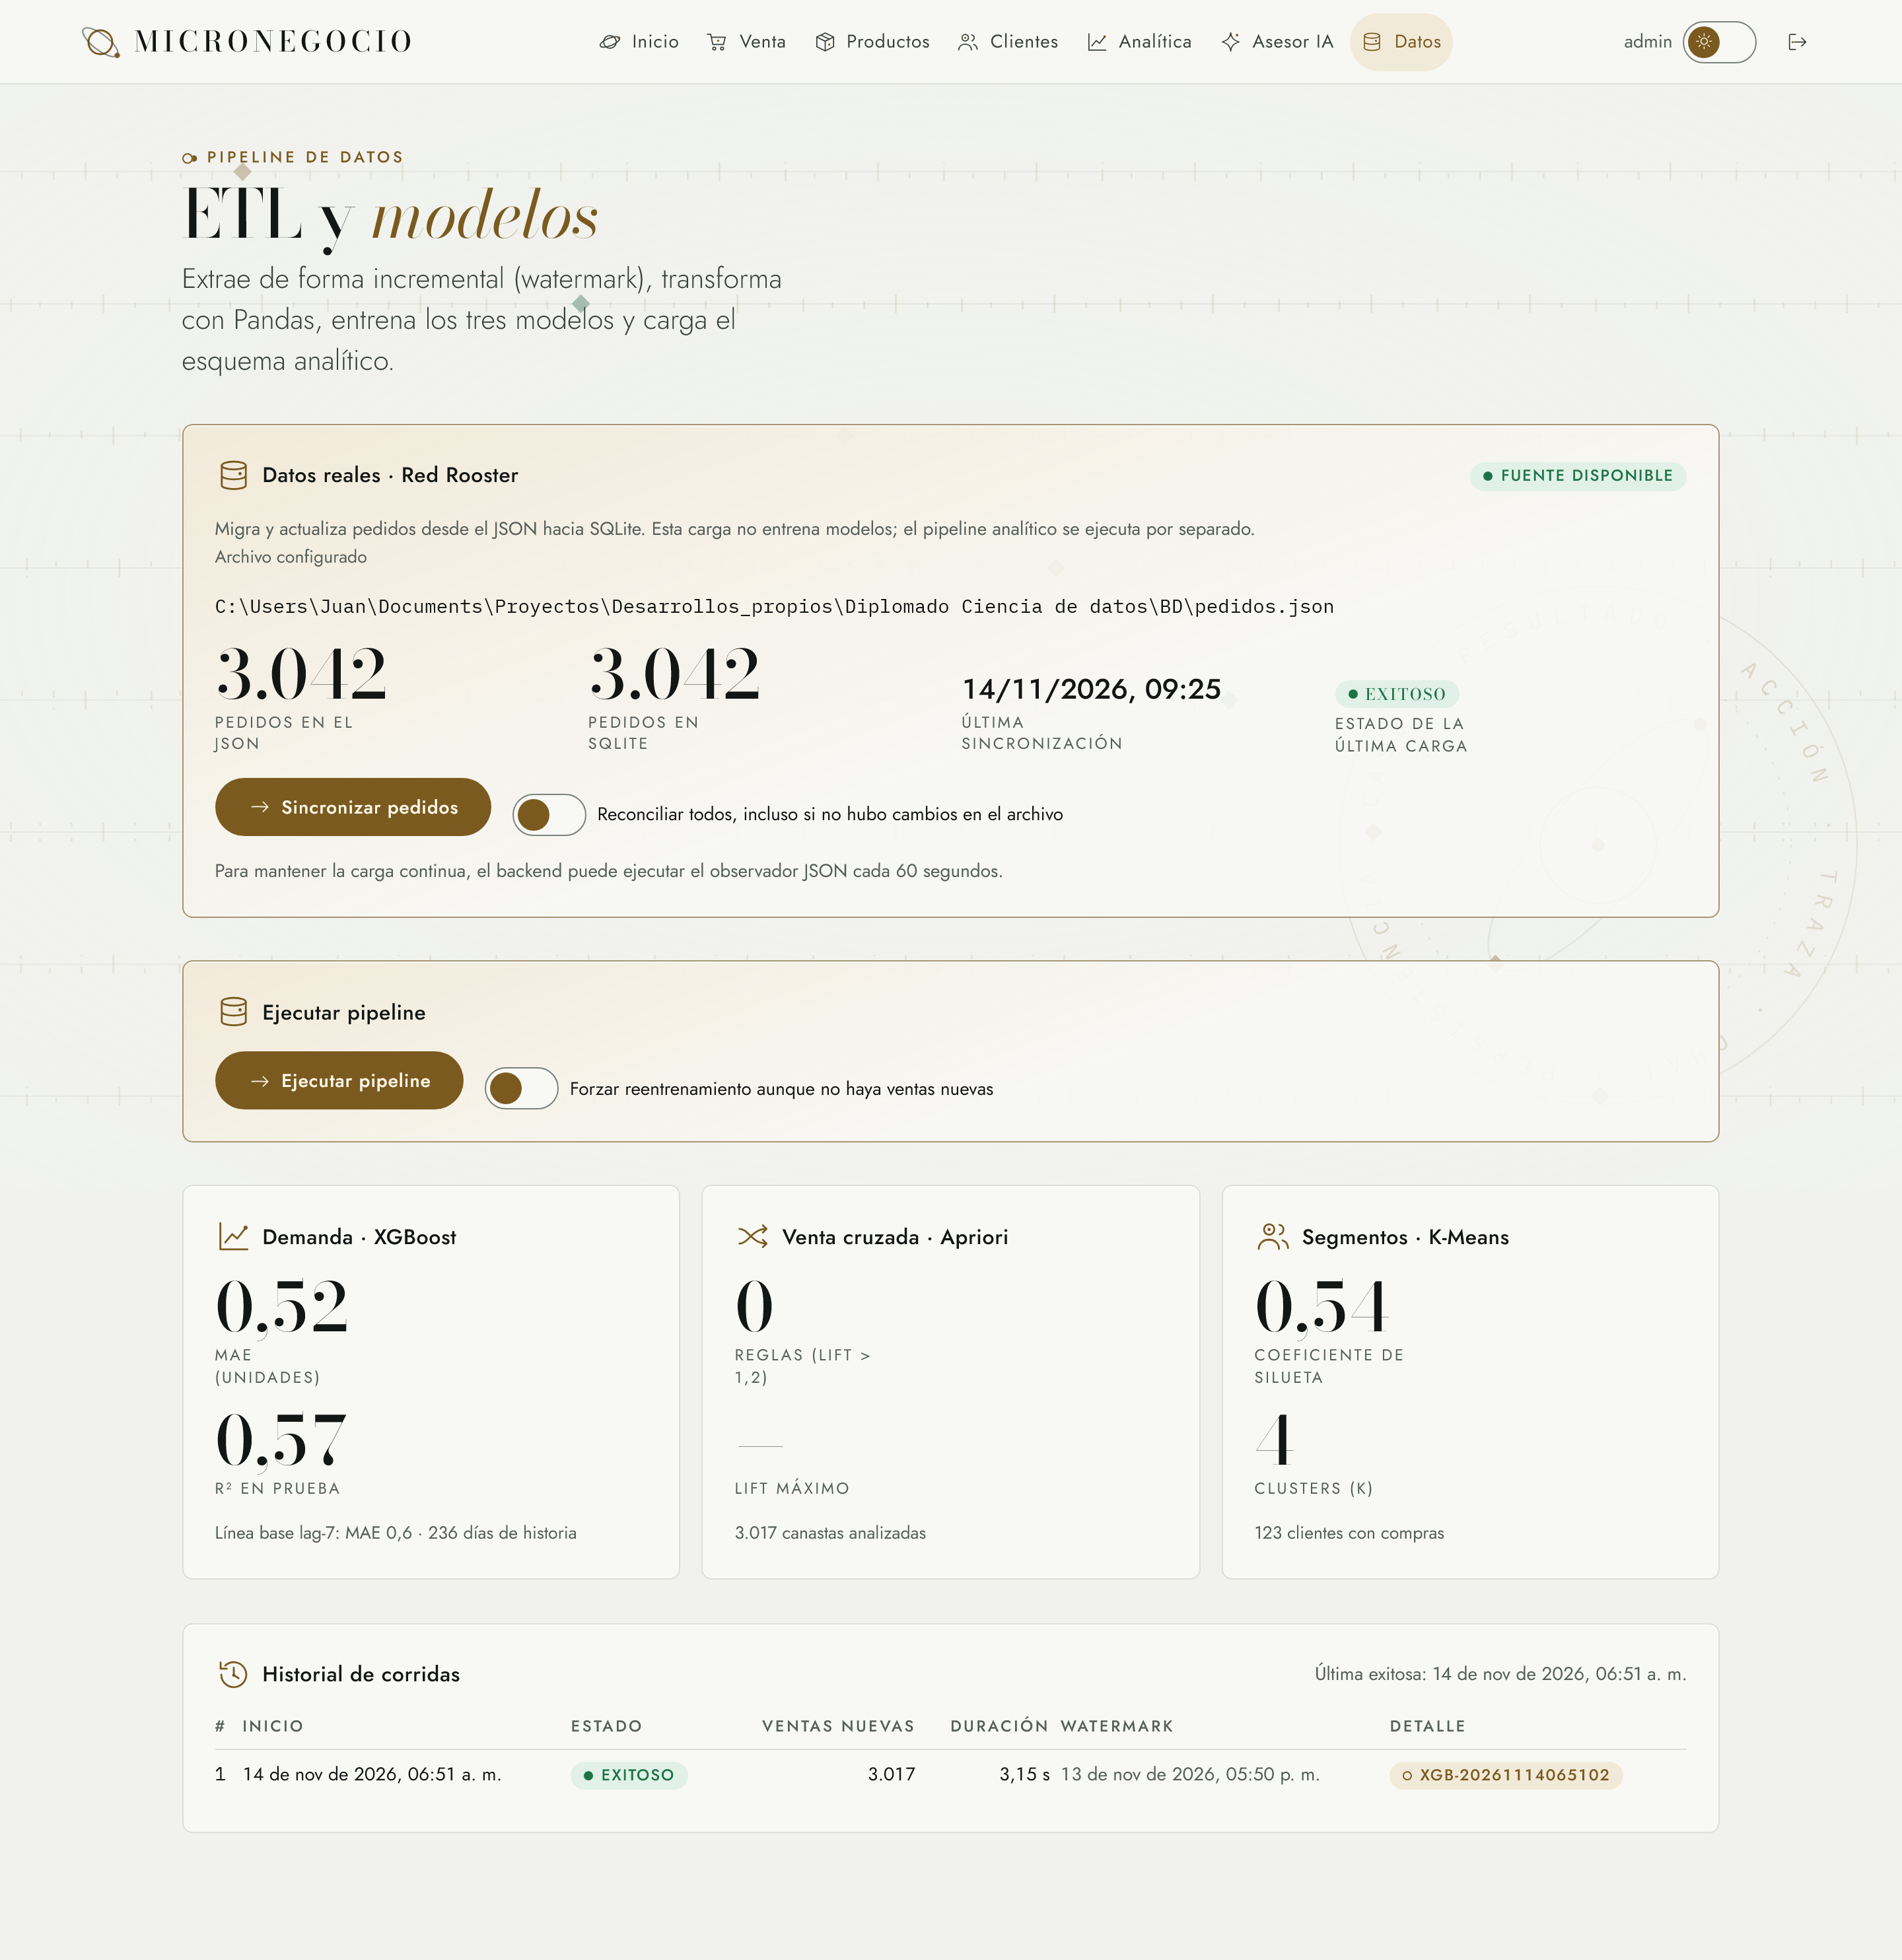 MICRONEGOCIO
Inicio
Venta
Productos
Clientes
Analítica
Asesor IA
Datos
admin
PIPELINE DE DATOS
ETL y modelos
Extrae de forma incremental (watermark), transforma
con Pandas, entrena los tres modelos y carga el
esquema analítico.
Datos reales · Red Rooster
FUENTE DISPONIBLE
Migra y actualiza pedidos desde el JSON hacia SQLite. Esta carga no entrena modelos; el pipeline analítico se ejecuta por separado.
Archivo configurado
C:\Users\Juan\Documents\Proyectos\Desarrollos_propios\Diplomado Ciencia de datos\BD\pedidos.json
3.042
PEDIDOS EN EL
JSON
3.042
PEDIDOS EN
SQLITE
14/11/2026, 09:25
ÚLTIMA
SINCRONIZACIÓN
EXITOSO
ESTADO DE LA
ÚLTIMA CARGA
Sincronizar pedidos
Reconciliar todos, incluso si no hubo cambios en el archivo
Para mantener la carga continua, el backend puede ejecutar el observador JSON cada 60 segundos.
ACCIÓN · TRAZA
Ejecutar pipeline
Ejecutar pipeline
Forzar reentrenamiento aunque no haya ventas nuevas
Demanda · XGBoost
0,52
MAE
(UNIDADES)
0,57
R² EN PRUEBA
Línea base lag-7: MAE 0,6 · 236 días de historia
Venta cruzada · Apriori
0
REGLAS (LIFT >
1,2)
—
LIFT MÁXIMO
3.017 canastas analizadas
Segmentos · K-Means
0,54
COEFICIENTE DE
SILUETA
4
CLUSTERS (K)
123 clientes con compras
Historial de corridas
Última exitosa: 14 de nov de 2026, 06:51 a. m.
# INICIO ESTADO VENTAS NUEVAS DURACIÓN WATERMARK DETALLE
1 14 de nov de 2026, 06:51 a. m. EXITOSO 3.017 3,15 s 13 de nov de 2026, 05:50 p. m. XGB-20261114065102